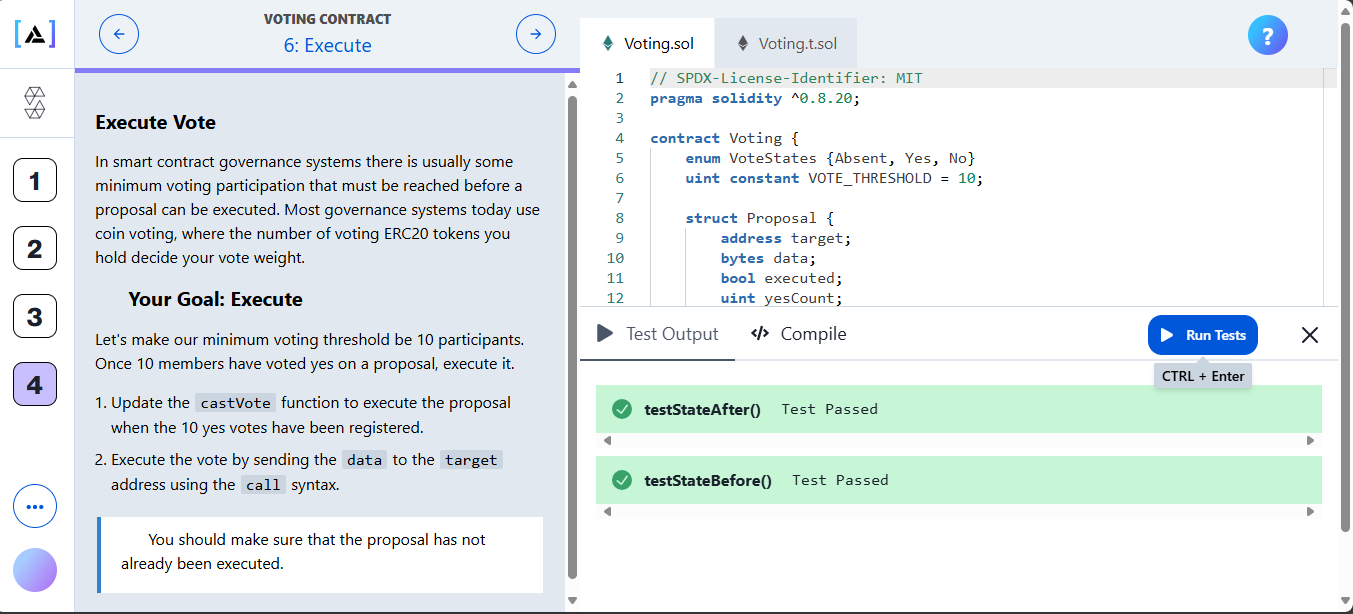 VOTING CONTRACT
6: Execute
1
2
3
4
Execute Vote
In smart contract governance systems there is usually some
minimum voting participation that must be reached before a
proposal can be executed. Most governance systems today use
coin voting, where the number of voting ERC20 tokens you
hold decide your vote weight.
Your Goal: Execute
Let's make our minimum voting threshold be 10 participants.
Once 10 members have voted yes on a proposal, execute it.
1. Update the castVote function to execute the proposal
when the 10 yes votes have been registered.
2. Execute the vote by sending the data to the target
address using the call syntax.
You should make sure that the proposal has not
already been executed.
Voting.sol
Voting.t.sol
?
1 // SPDX-License-Identifier: MIT
2 pragma solidity ^0.8.20;
3
4 contract Voting {
5 enum VoteStates {Absent, Yes, No}
6 uint constant VOTE_THRESHOLD = 10;
7
8 struct Proposal {
9 address target;
10 bytes data;
11 bool executed;
12 uint yesCount;
Test Output
</> Compile
Run Tests
CTRL + Enter
testStateAfter() Test Passed
testStateBefore() Test Passed